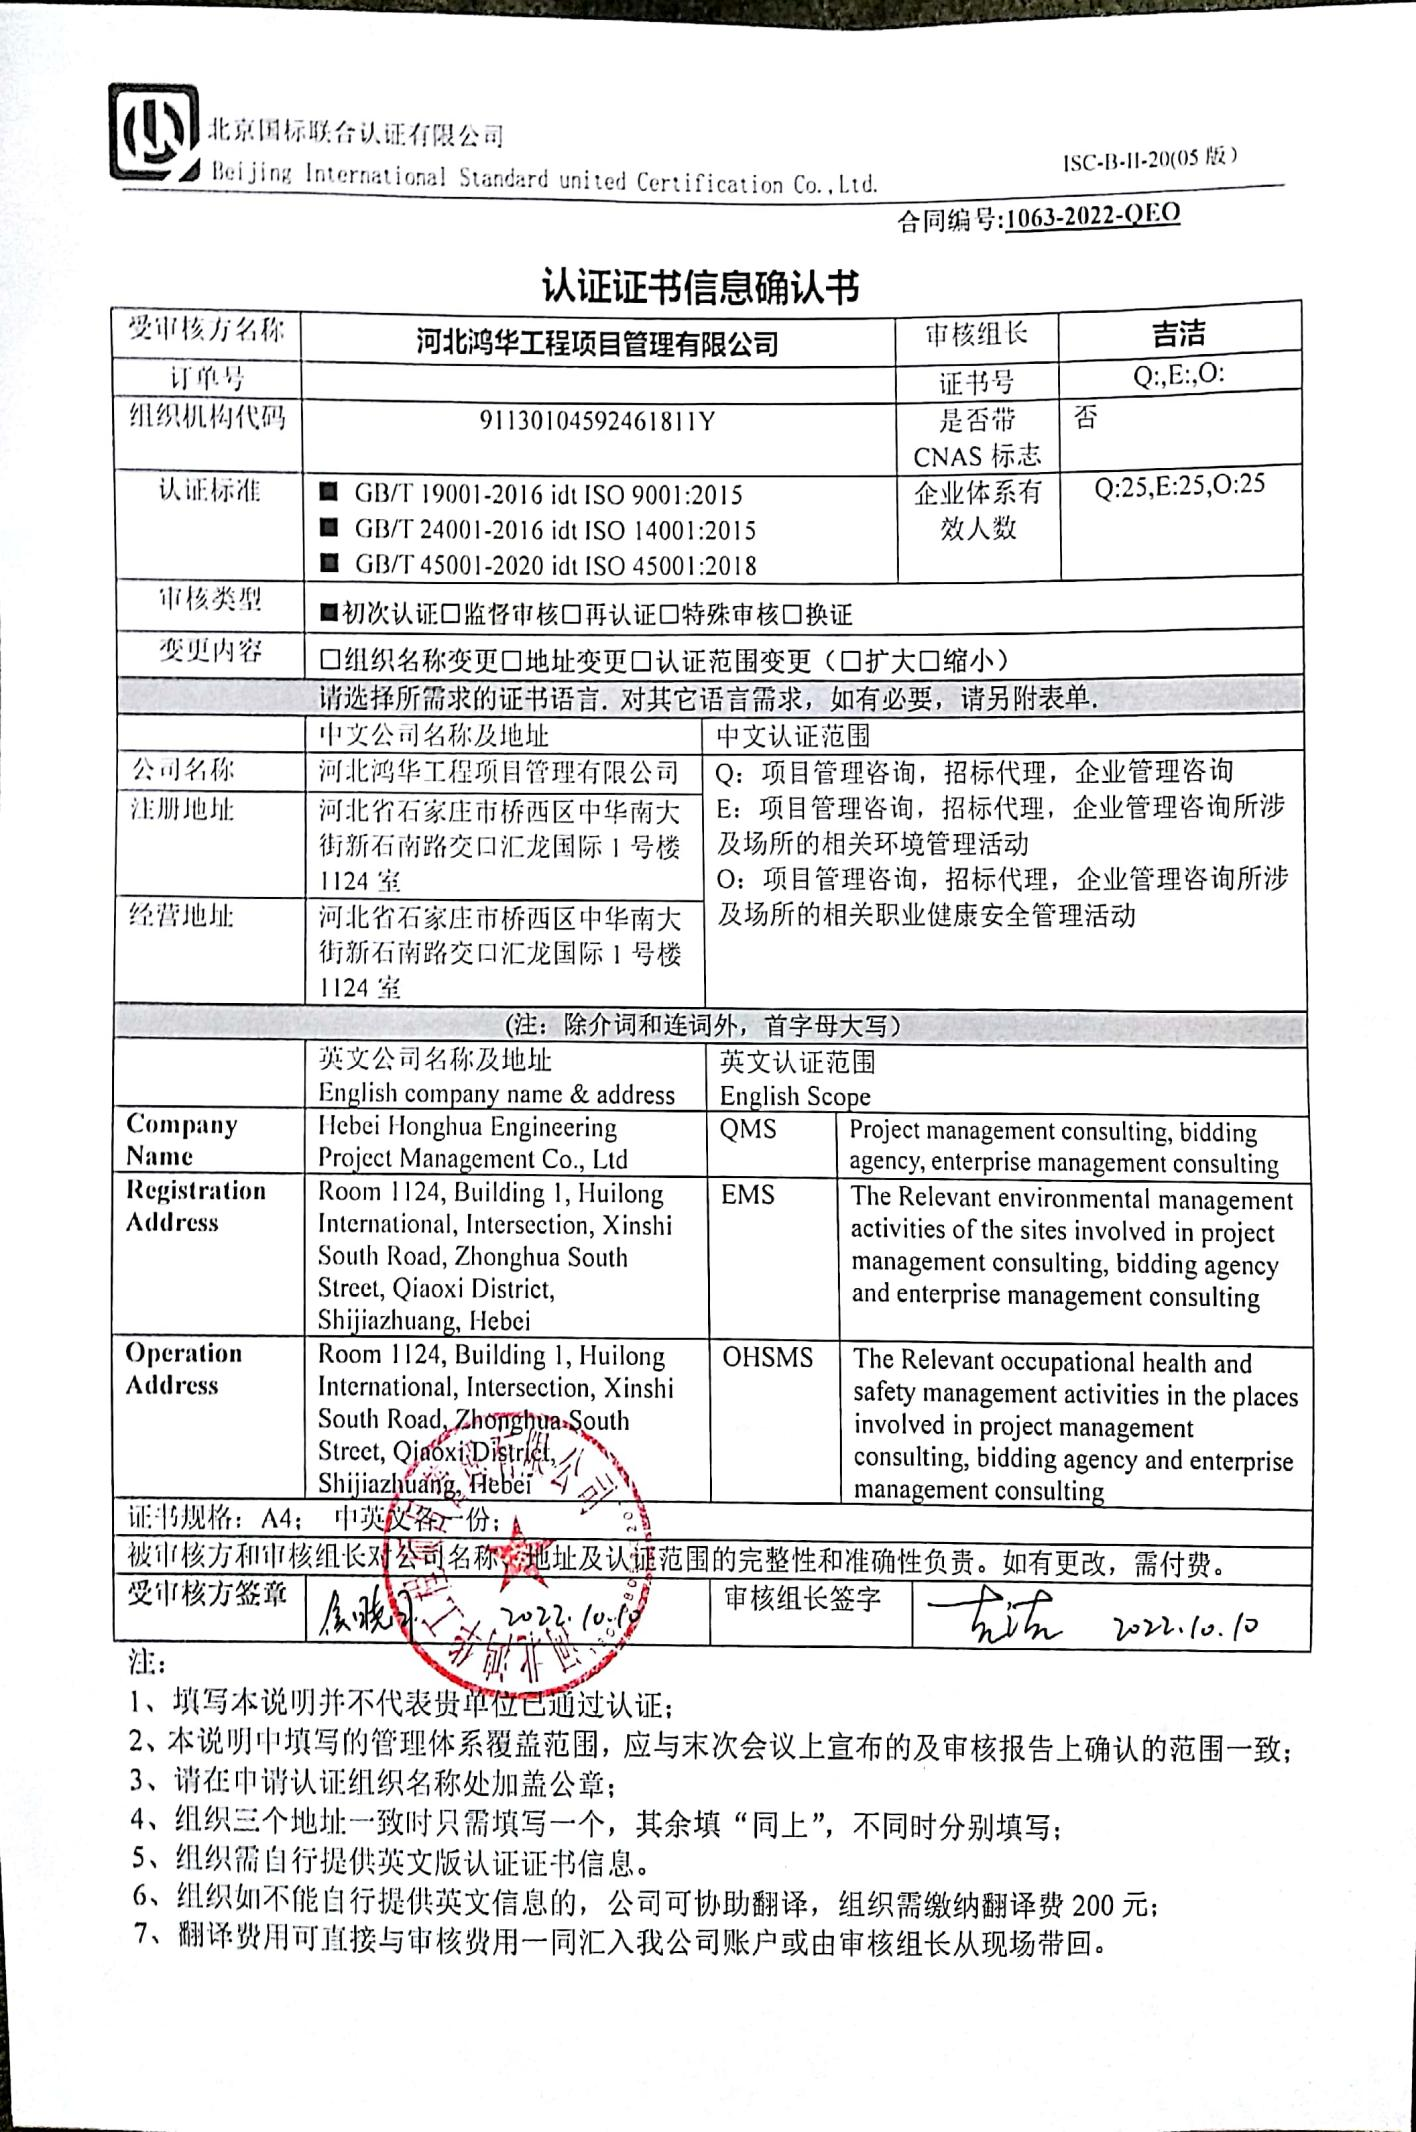 北京国标联合认证有限公司
Beijing International Standard united Certification Co.,Ltd.
ISC-B-II-20(05 版)
合同编号:1063-2022-QEO
认证证书信息确认书
受审核方名称 河北鸿华工程项目管理有限公司 审核组长 吉洁
订单号 证书号 Q:,E:,O:
组织机构代码 91130104592461811Y 是否带 否
CNAS 标志
认证标准 ■ GB/T 19001-2016 idt ISO 9001:2015 企业体系有 Q:25,E:25,O:25
■ GB/T 24001-2016 idt ISO 14001:2015 效人数
■ GB/T 45001-2020 idt ISO 45001:2018
审核类型 ■初次认证□监督审核□再认证□特殊审核□换证
变更内容 □组织名称变更□地址变更□认证范围变更（□扩大□缩小）
请选择所需求的证书语言. 对其它语言需求，如有必要，请另附表单.
中文公司名称及地址 中文认证范围
公司名称 河北鸿华工程项目管理有限公司
注册地址 河北省石家庄市桥西区中华南大
街新石南路交口汇龙国际 1 号楼
1124 室
经营地址 河北省石家庄市桥西区中华南大
街新石南路交口汇龙国际 1 号楼
1124 室
Q：项目管理咨询，招标代理，企业管理咨询
E：项目管理咨询，招标代理，企业管理咨询所涉
及场所的相关环境管理活动
O：项目管理咨询，招标代理，企业管理咨询所涉
及场所的相关职业健康安全管理活动
(注：除介词和连词外，首字母大写)
英文公司名称及地址 英文认证范围
English company name & address English Scope
Company Name
Hebei Honghua Engineering
Project Management Co., Ltd
QMS
Project management consulting, bidding
agency, enterprise management consulting
Registration
Address
Room 1124, Building 1, Huilong
International, Intersection, Xinshi
South Road, Zhonghua South
Street, Qiaoxi District,
Shijiazhuang, Hebei
EMS
The Relevant environmental management
activities of the sites involved in project
management consulting, bidding agency
and enterprise management consulting
Operation
Address
Room 1124, Building 1, Huilong
International, Intersection, Xinshi
South Road, Zhonghua South
Street, Qiaoxi District,
Shijiazhuang, Hebei
OHSMS
The Relevant occupational health and
safety management activities in the places
involved in project management
consulting, bidding agency and enterprise
management consulting
证书规格：A4； 中英文各一份；
被审核方和审核组长对公司名称、地址及认证范围的完整性和准确性负责。如有更改，需付费。
受审核方签章 2022.10.10 审核组长签字 吉洁 2022.10.10
河北鸿华工程项目管理有限公司
注：
1、填写本说明并不代表贵单位已通过认证；
2、本说明中填写的管理体系覆盖范围，应与末次会议上宣布的及审核报告上确认的范围一致；
3、请在申请认证组织名称处加盖公章；
4、组织三个地址一致时只需填写一个，其余填“同上”，不同时分别填写；
5、组织需自行提供英文版认证证书信息。
6、组织如不能自行提供英文信息的，公司可协助翻译，组织需缴纳翻译费 200 元；
7、翻译费用可直接与审核费用一同汇入我公司账户或由审核组长从现场带回。